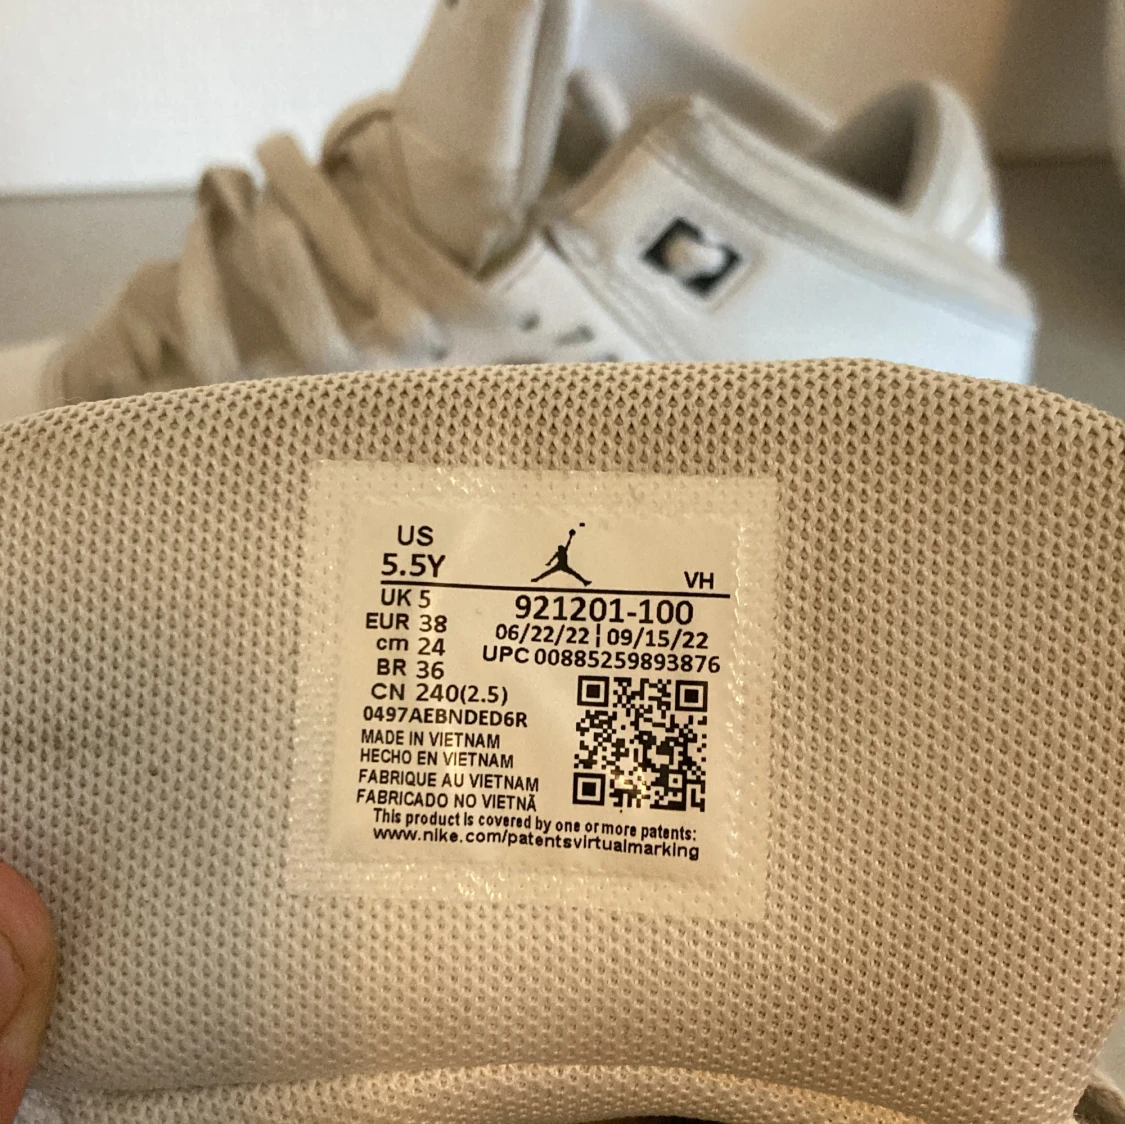 US
5.5Y
VH
UK 5
EUR 38
cm 24
BR 36
CN 240(2.5)
921201-100
06/22/22 | 09/15/22
UPC 00885259893876
0497AEBNDED6R
MADE IN VIETNAM
HECHO EN VIETNAM
FABRIQUE AU VIETNAM
FABRICADO NO VIETNÃ
This product is covered by one or more patents:
www.nike.com/patentsvirtualmarking